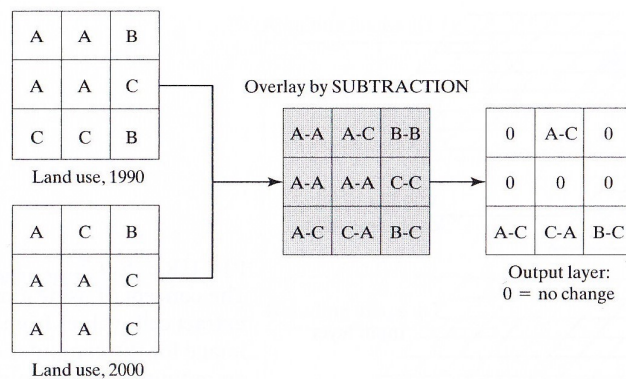 A A B
A A C
C C B
Land use, 1990
A C B
A A C
A A C
Land use, 2000
Overlay by SUBTRACTION
A-A A-C B-B
A-A A-A C-C
A-C C-A B-C
0 A-C 0
0 0 0
A-C C-A B-C
Output layer:
0 = no change